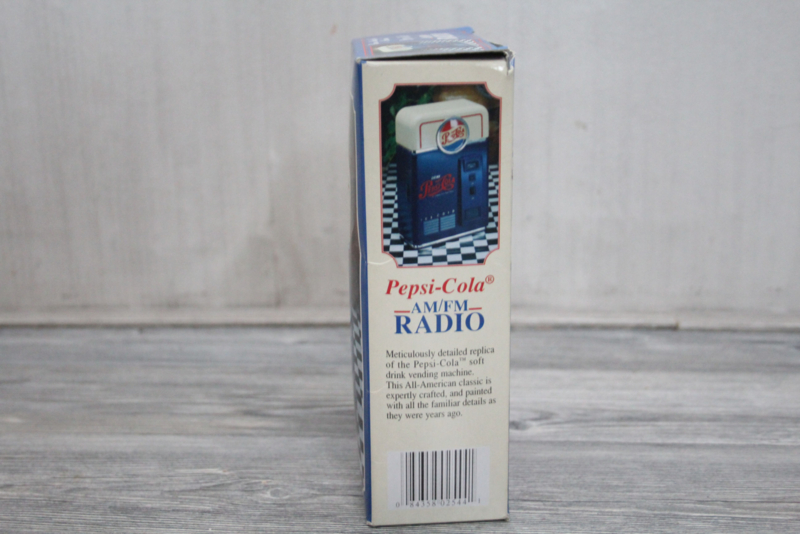 Pepsi-Cola®
AM/FM
RADIO
Meticulously detailed replica
of the Pepsi-Cola™ soft
drink vending machine.
This All-American classic is
expertly crafted, and painted
with all the familiar details as
they were years ago.